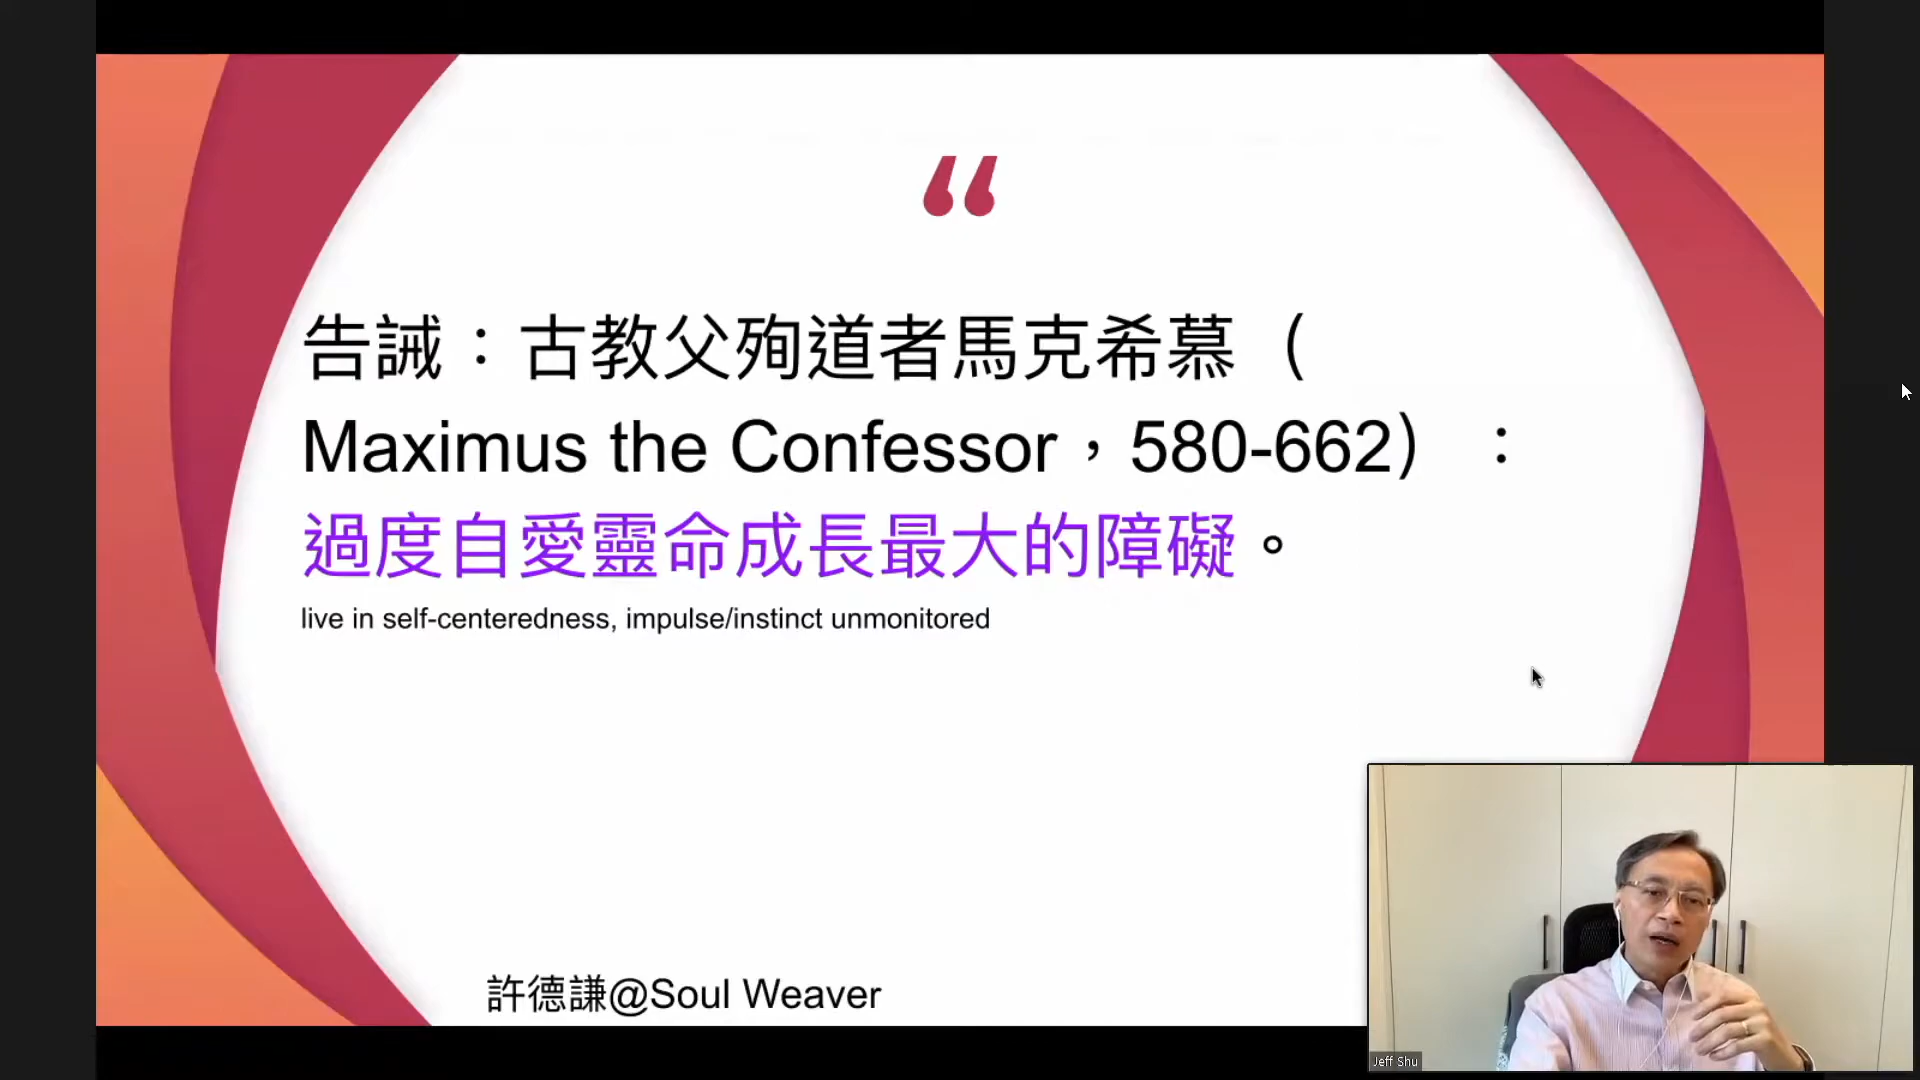 “
告誡：古教父殉道者馬克希慕（
Maximus the Confessor，580-662）：
過度自愛靈命成長最大的障礙。
live in self-centeredness, impulse/instinct unmonitored
許德謙@Soul Weaver
Jeff Shu